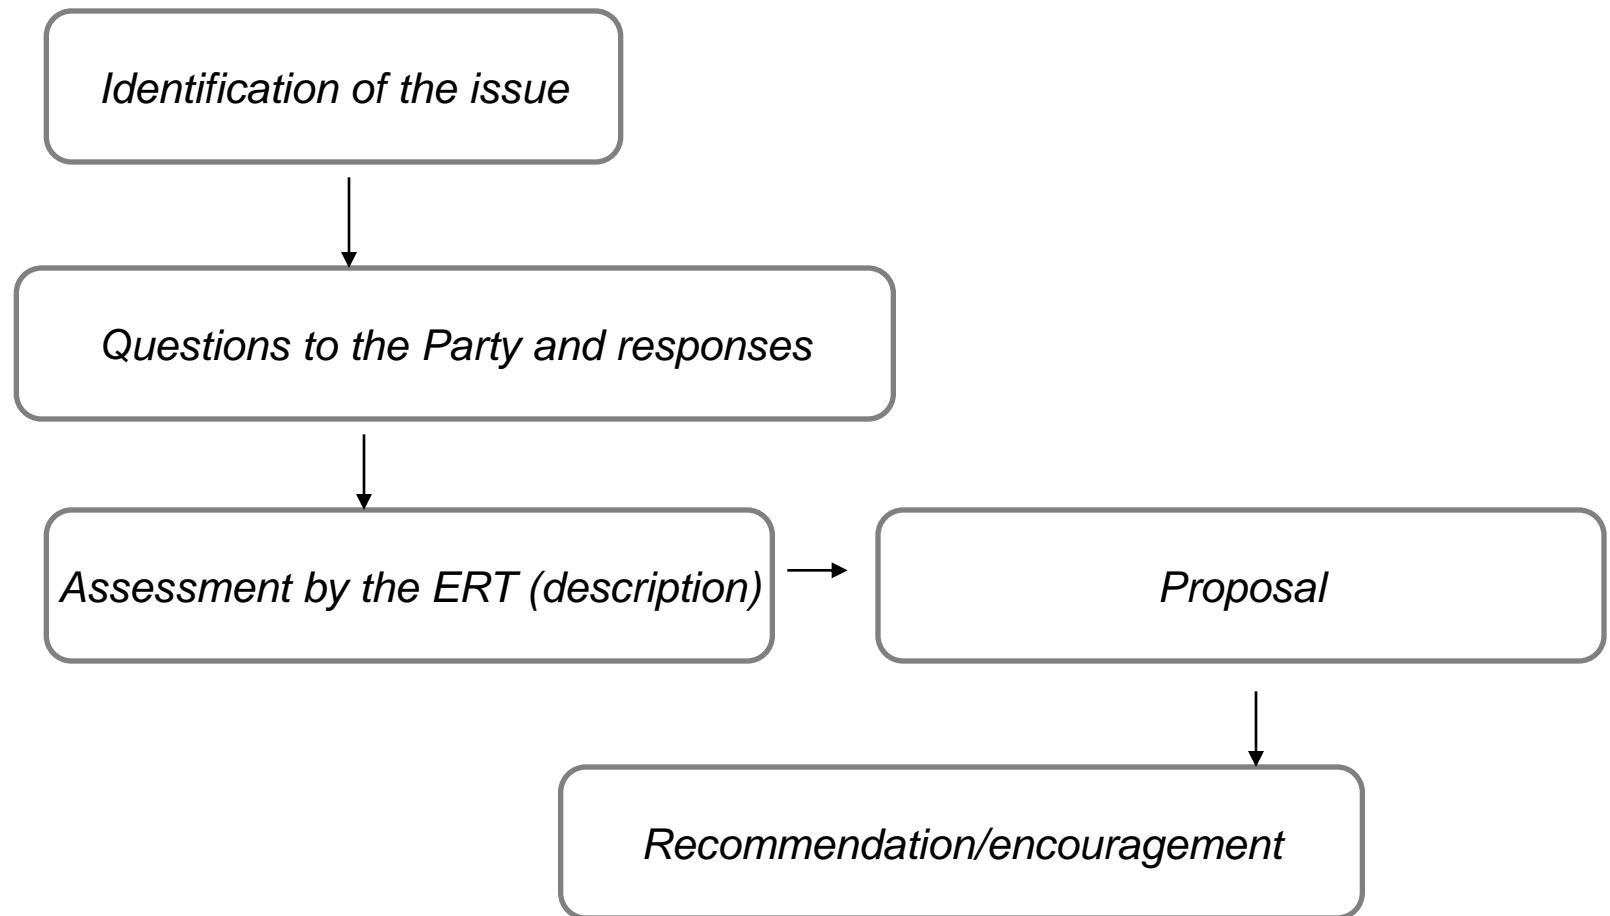 Identification of the issue
Questions to the Party and responses
Assessment by the ERT (description)
Proposal
Recommendation/encouragement